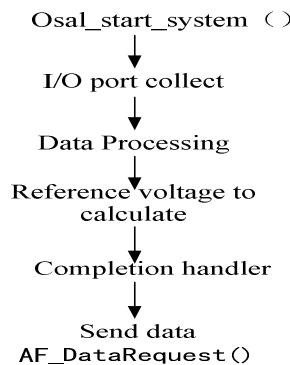 Osal_start_system ()
I/O port collect
Data Processing
Reference voltage to
calculate
Completion handler
Send data
AF_DataRequest()